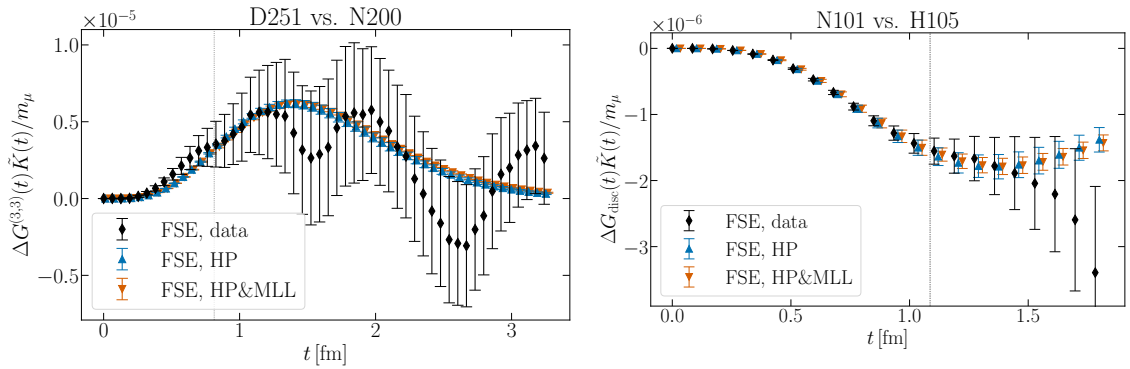 D251 vs. N200
×10⁻⁵
1.0
0.5
0.0
−0.5
ΔG⁽³,³⁾(t)K̃(t)/m_μ
FSE, data
FSE, HP
FSE, HP&MLL
0
1
2
3
t [fm]
N101 vs. H105
×10⁻⁶
0
−1
−2
−3
ΔG_disc(t)K̃(t)/m_μ
FSE, data
FSE, HP
FSE, HP&MLL
0.0
0.5
1.0
1.5
t [fm]